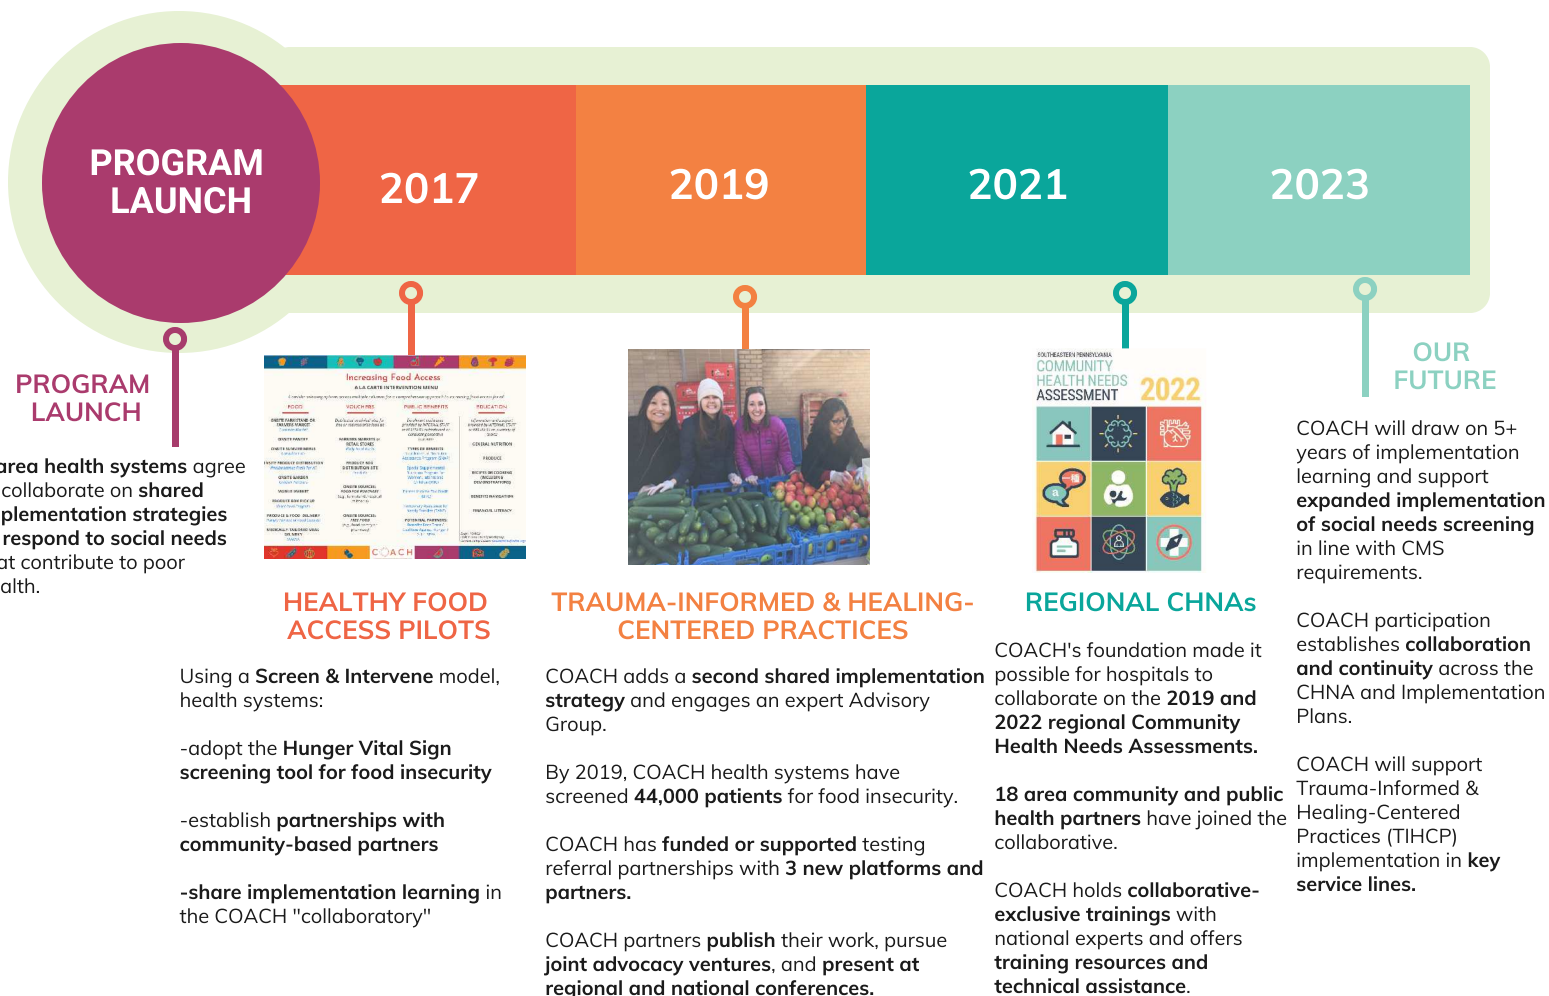 PROGRAM
LAUNCH
2017
2019
2021
2023
PROGRAM
LAUNCH
area health systems agree
collaborate on shared
plementation strategies
respond to social needs
at contribute to poor
alth.
Increasing Food Access
A LA CARTE INTERVENTION MENU
FOOD
VOUCHERS
PUBLIC BENEFITS
EDUCATION
COACH
HEALTHY FOOD
ACCESS PILOTS
Using a Screen & Intervene model,
health systems:
-adopt the Hunger Vital Sign
screening tool for food insecurity
-establish partnerships with
community-based partners
-share implementation learning in
the COACH "collaboratory"
TRAUMA-INFORMED & HEALING-
CENTERED PRACTICES
COACH adds a second shared implementation
strategy and engages an expert Advisory
Group.
By 2019, COACH health systems have
screened 44,000 patients for food insecurity.
COACH has funded or supported testing
referral partnerships with 3 new platforms and
partners.
COACH partners publish their work, pursue
joint advocacy ventures, and present at
regional and national conferences.
SOUTHEASTERN PENNSYLVANIA
COMMUNITY
HEALTH NEEDS
ASSESSMENT 2022
REGIONAL CHNAs
COACH's foundation made it
possible for hospitals to
collaborate on the 2019 and
2022 regional Community
Health Needs Assessments.
18 area community and public
health partners have joined the
collaborative.
COACH holds collaborative-
exclusive trainings with
national experts and offers
training resources and
technical assistance.
OUR
FUTURE
COACH will draw on 5+
years of implementation
learning and support
expanded implementation
of social needs screening
in line with CMS
requirements.
COACH participation
establishes collaboration
and continuity across the
CHNA and Implementation
Plans.
COACH will support
Trauma-Informed &
Healing-Centered
Practices (TIHCP)
implementation in key
service lines.